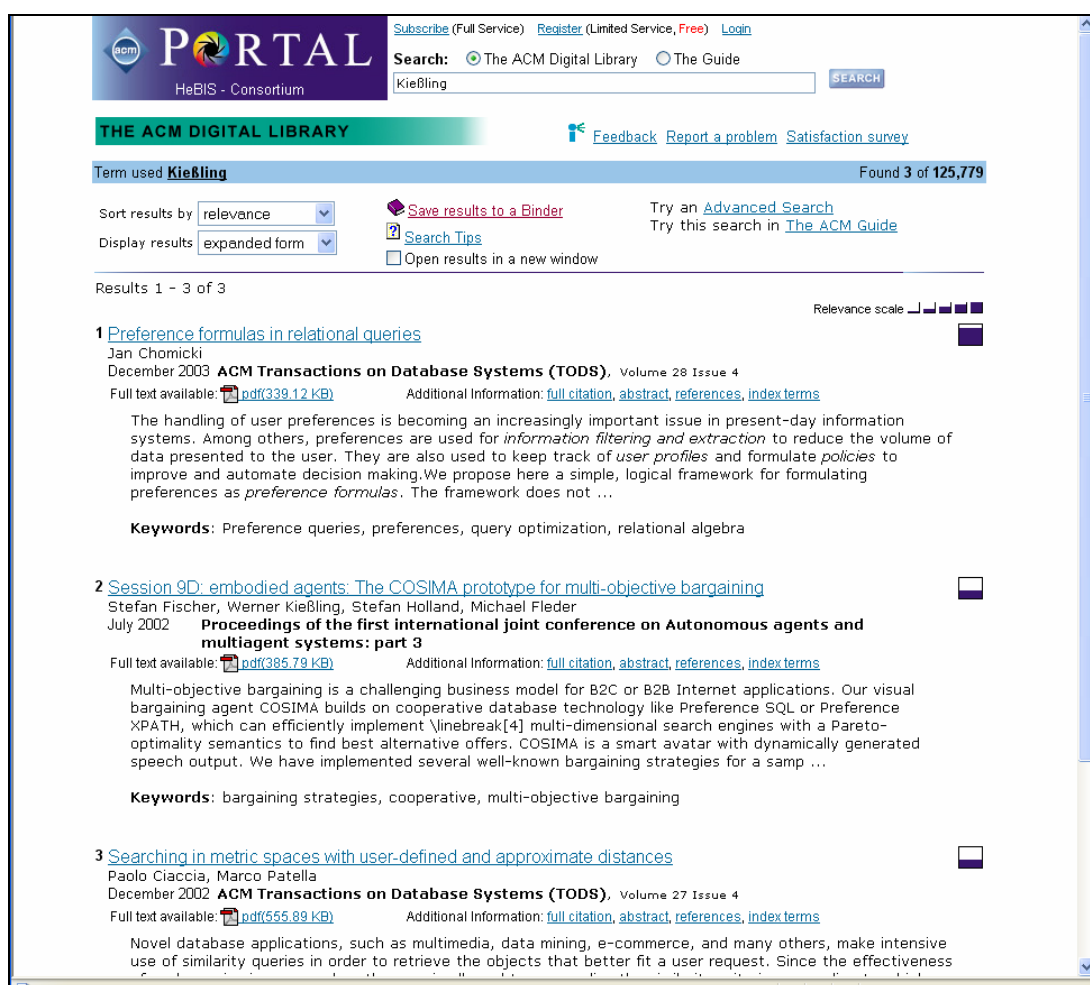 Subscribe (Full Service) Register (Limited Service, Free) Login
acm PORTAL
HeBIS - Consortium
Search: The ACM Digital Library The Guide
Kießling SEARCH
THE ACM DIGITAL LIBRARY
Feedback Report a problem Satisfaction survey
Term used Kießling Found 3 of 125,779
Sort results by relevance
Display results expanded form
Save results to a Binder
? Search Tips
Open results in a new window
Try an Advanced Search
Try this search in The ACM Guide
Results 1 - 3 of 3
Relevance scale
1 Preference formulas in relational queries
Jan Chomicki
December 2003 ACM Transactions on Database Systems (TODS), Volume 28 Issue 4
Full text available: pdf(339.12 KB) Additional Information: full citation, abstract, references, index terms
The handling of user preferences is becoming an increasingly important issue in present-day information
systems. Among others, preferences are used for information filtering and extraction to reduce the volume of
data presented to the user. They are also used to keep track of user profiles and formulate policies to
improve and automate decision making.We propose here a simple, logical framework for formulating
preferences as preference formulas. The framework does not ...
Keywords: Preference queries, preferences, query optimization, relational algebra
2 Session 9D: embodied agents: The COSIMA prototype for multi-objective bargaining
Stefan Fischer, Werner Kießling, Stefan Holland, Michael Fleder
July 2002 Proceedings of the first international joint conference on Autonomous agents and
multiagent systems: part 3
Full text available: pdf(385.79 KB) Additional Information: full citation, abstract, references, index terms
Multi-objective bargaining is a challenging business model for B2C or B2B Internet applications. Our visual
bargaining agent COSIMA builds on cooperative database technology like Preference SQL or Preference
XPATH, which can efficiently implement \linebreak[4] multi-dimensional search engines with a Pareto-
optimality semantics to find best alternative offers. COSIMA is a smart avatar with dynamically generated
speech output. We have implemented several well-known bargaining strategies for a samp ...
Keywords: bargaining strategies, cooperative, multi-objective bargaining
3 Searching in metric spaces with user-defined and approximate distances
Paolo Ciaccia, Marco Patella
December 2002 ACM Transactions on Database Systems (TODS), Volume 27 Issue 4
Full text available: pdf(555.89 KB) Additional Information: full citation, abstract, references, index terms
Novel database applications, such as multimedia, data mining, e-commerce, and many others, make intensive
use of similarity queries in order to retrieve the objects that better fit a user request. Since the effectiveness